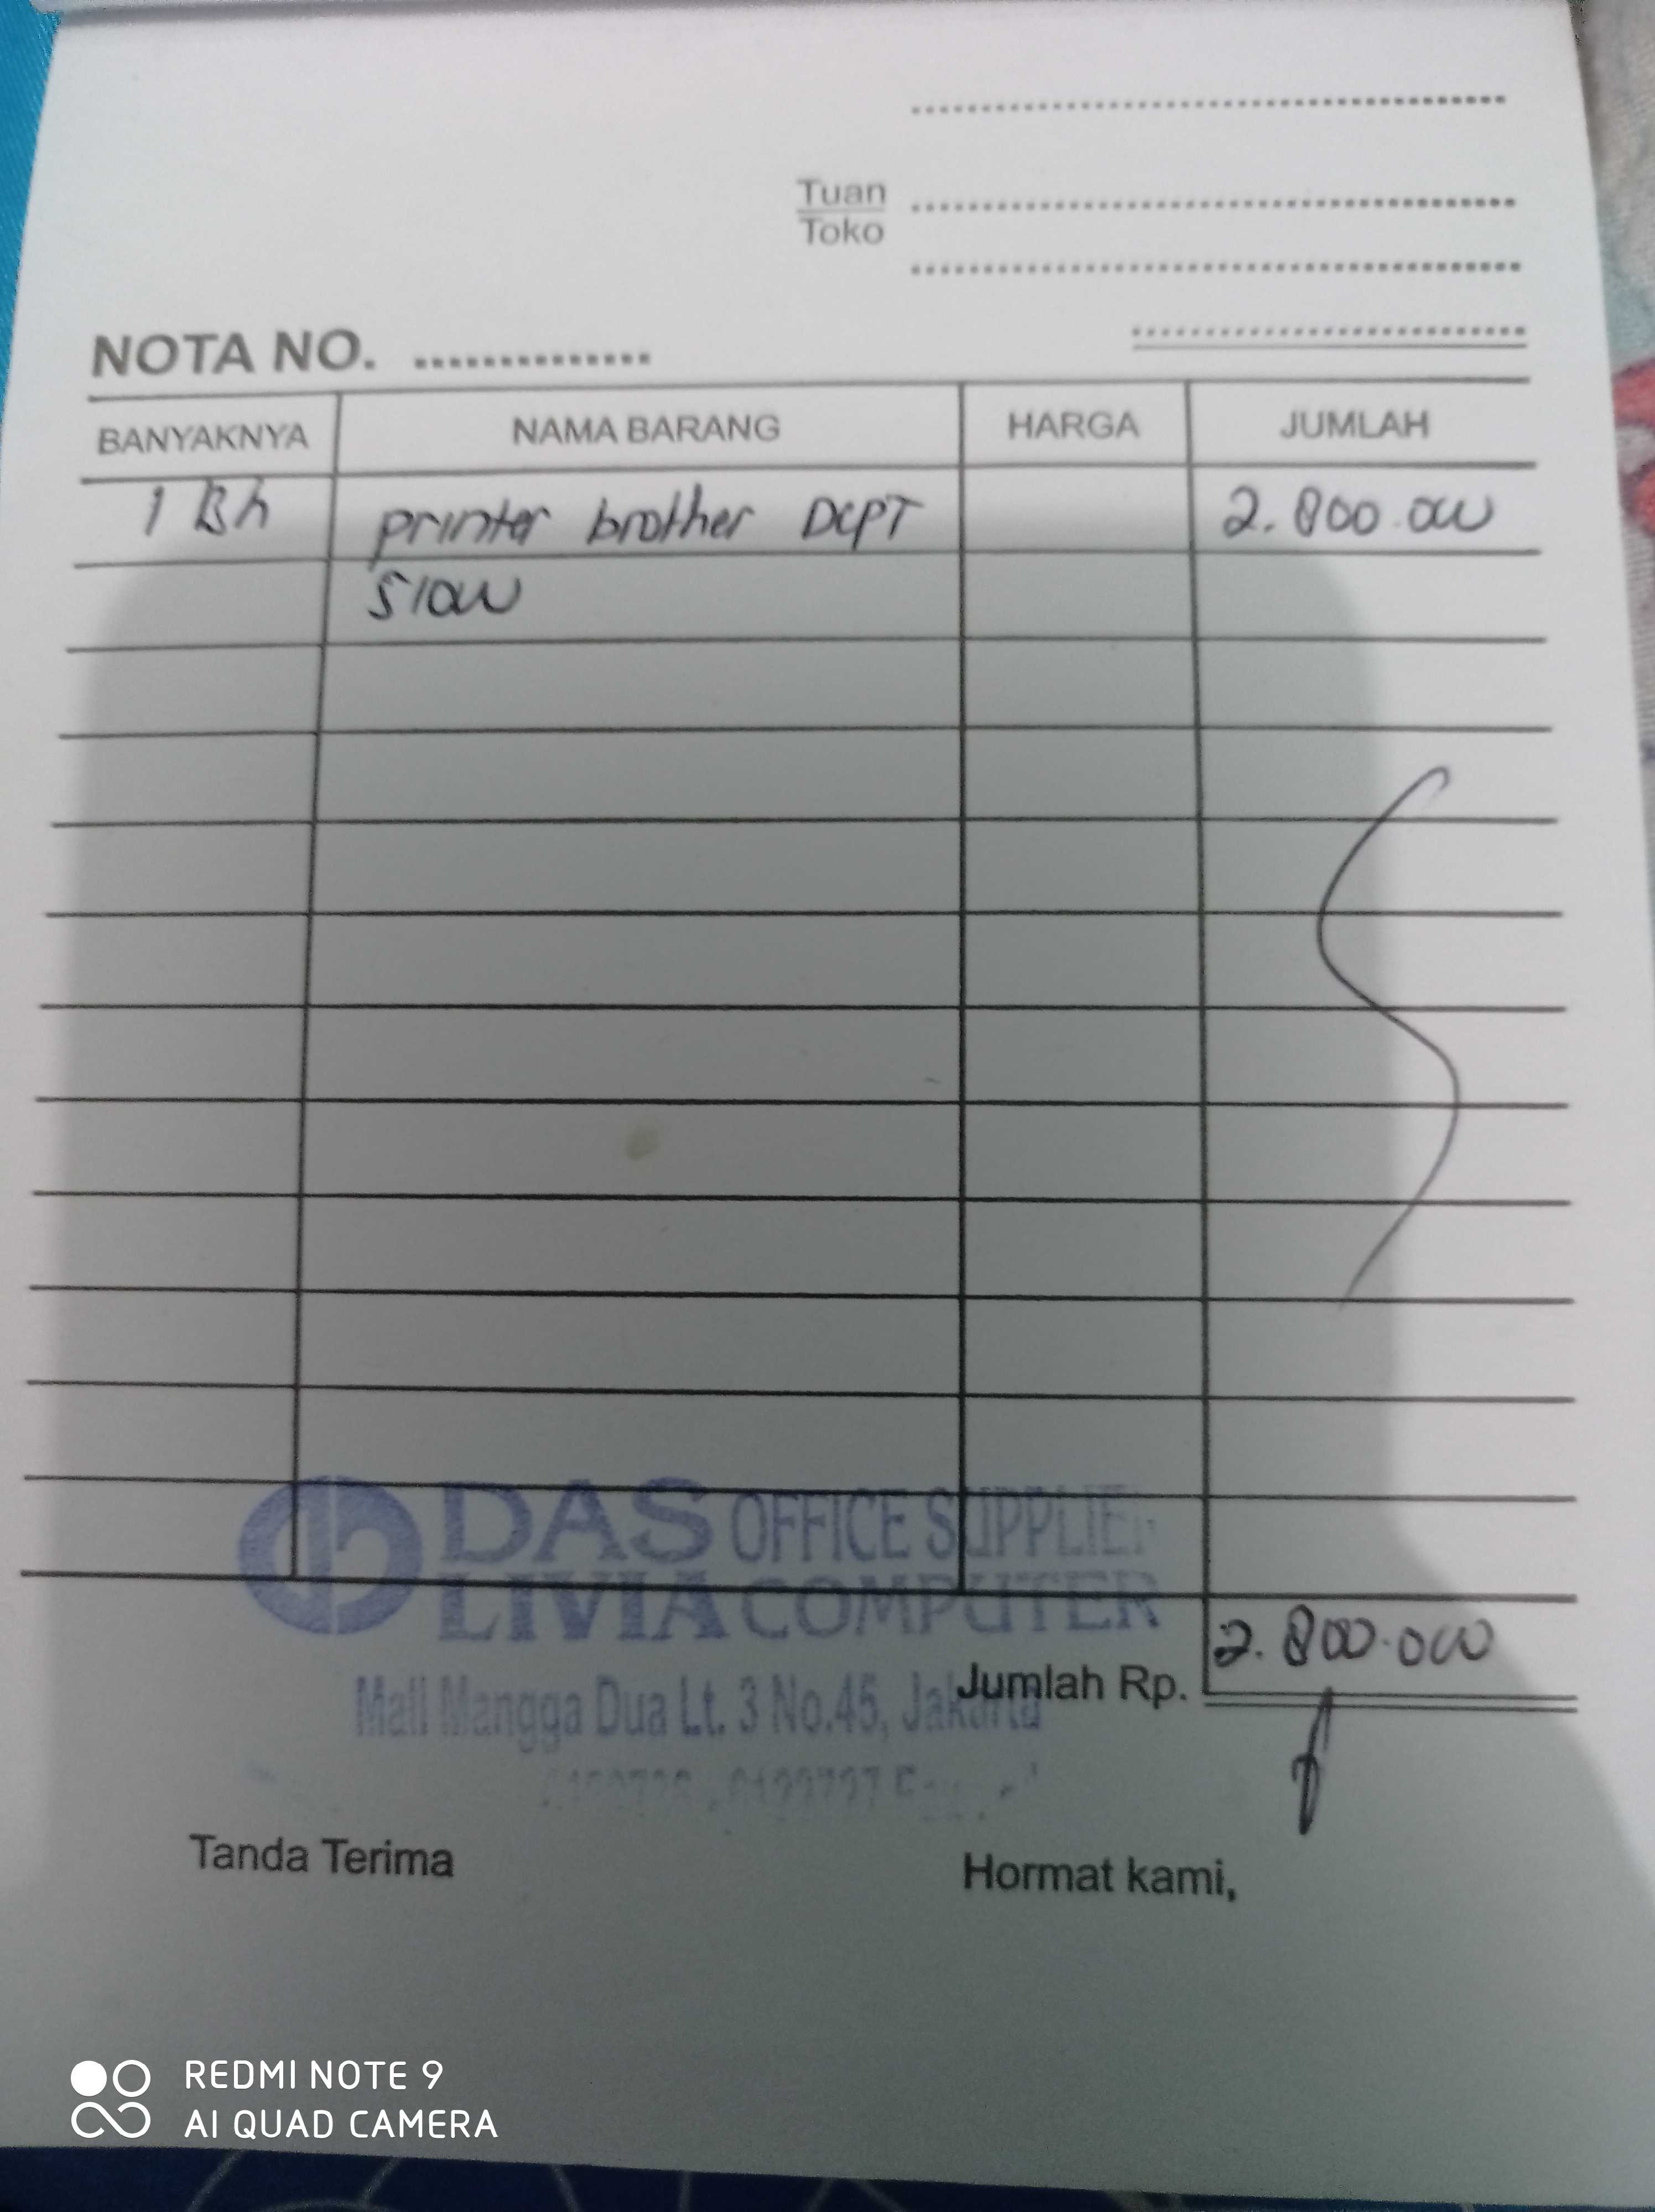 Tuan
Toko
NOTA NO.
BANYAKNYA NAMA BARANG HARGA JUMLAH
1 Bh printer brother DCPT 2.800.000
510W
DAS OFFICE SUPPLIE
LIVIA COMPUTER
Jumlah Rp. 2.800.000
Mall Mangga Dua Lt. 3 No.45, Jakarta
Tanda Terima Hormat kami,
REDMI NOTE 9
AI QUAD CAMERA